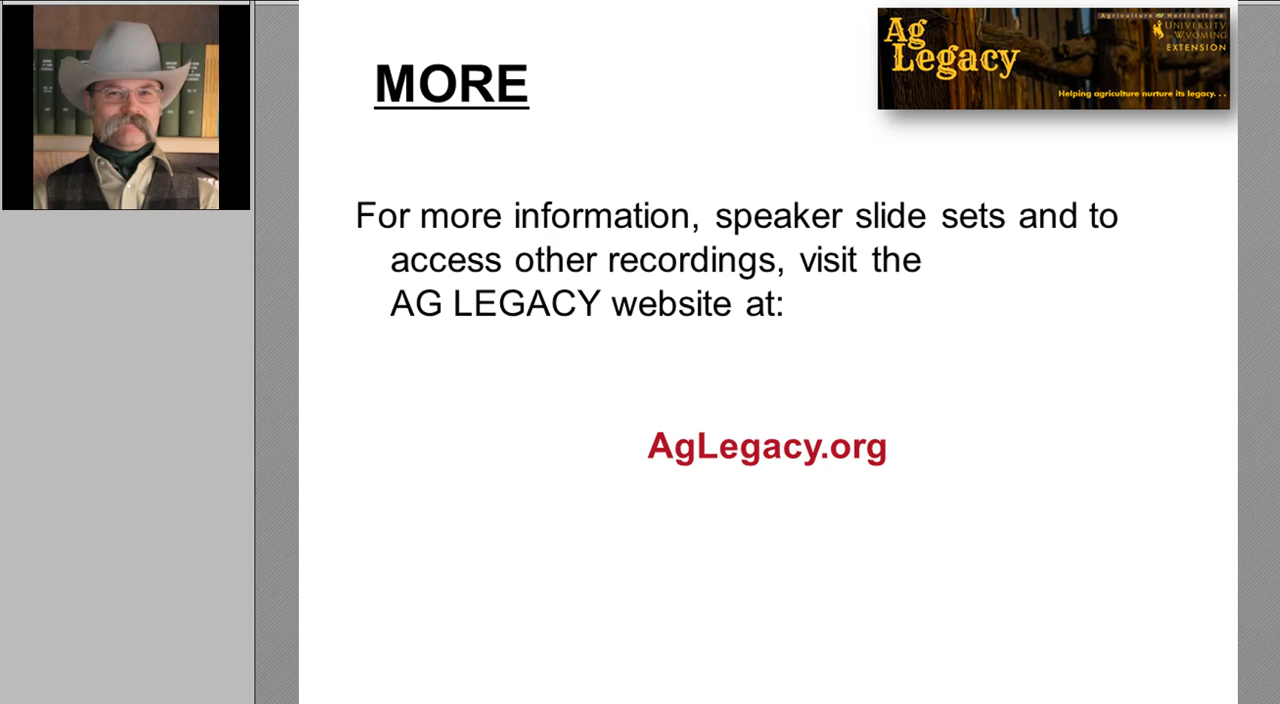 MORE
Ag
Legacy
Agriculture Horticulture
UNIVERSITY
OF WYOMING
EXTENSION
Helping agriculture nurture its legacy. . .
For more information, speaker slide sets and to
access other recordings, visit the
AG LEGACY website at:
AgLegacy.org